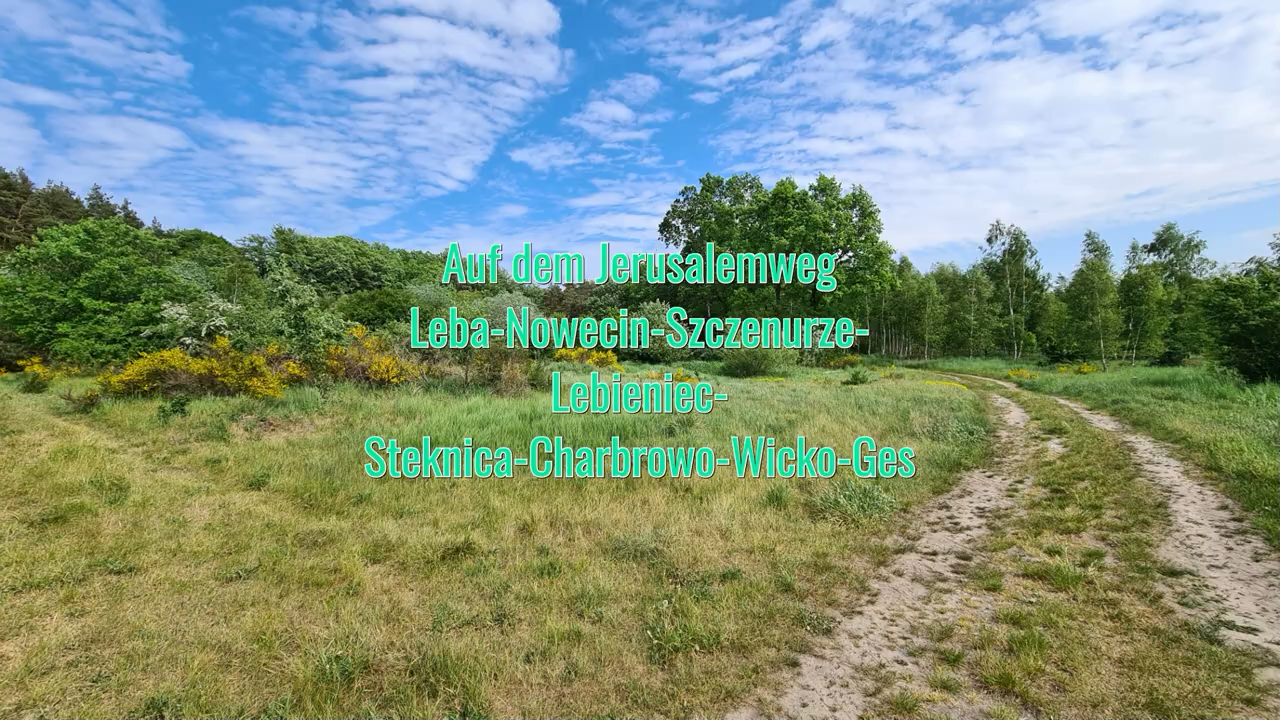 Auf dem Jerusalemweg
Leba-Nowecin-Szczenurze-
Lebieniec-
Steknica-Charbrowo-Wicko-Ges